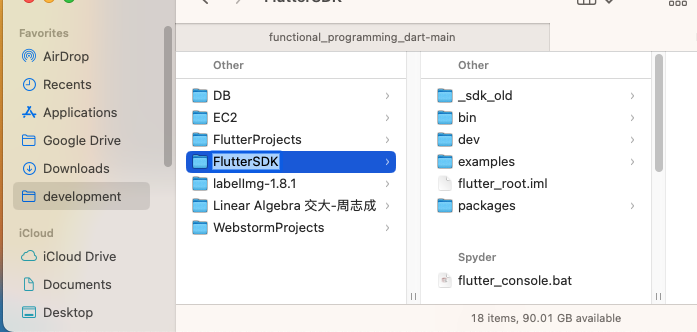 FlutterSDK
functional_programming_dart-main
Favorites
AirDrop
Recents
Applications
Google Drive
Downloads
development
iCloud
iCloud Drive
Documents
Desktop
Other
DB
EC2
FlutterProjects
FlutterSDK
labelImg-1.8.1
Linear Algebra 交大-周志成
WebstormProjects
Other
_sdk_old
bin
dev
examples
flutter_root.iml
packages
Spyder
flutter_console.bat
18 items, 90.01 GB available